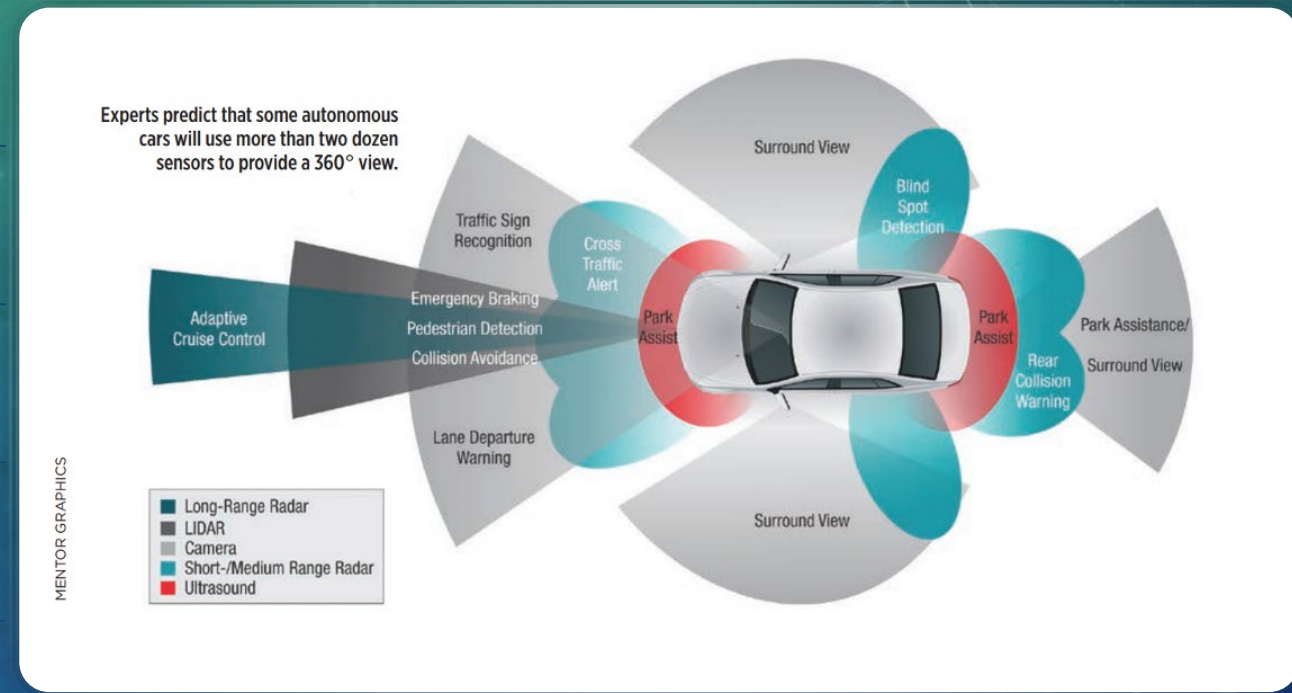 Experts predict that some autonomous
cars will use more than two dozen
sensors to provide a 360° view.
Surround View
Blind
Spot
Detection
Traffic Sign
Recognition
Cross
Traffic
Alert
Adaptive
Cruise Control
Emergency Braking
Pedestrian Detection
Collision Avoidance
Park
Assist
Park
Assist
Park Assistance/
Surround View
Rear
Collision
Warning
Lane Departure
Warning
Surround View
Long-Range Radar
LIDAR
Camera
Short-/Medium Range Radar
Ultrasound
MENTOR GRAPHICS